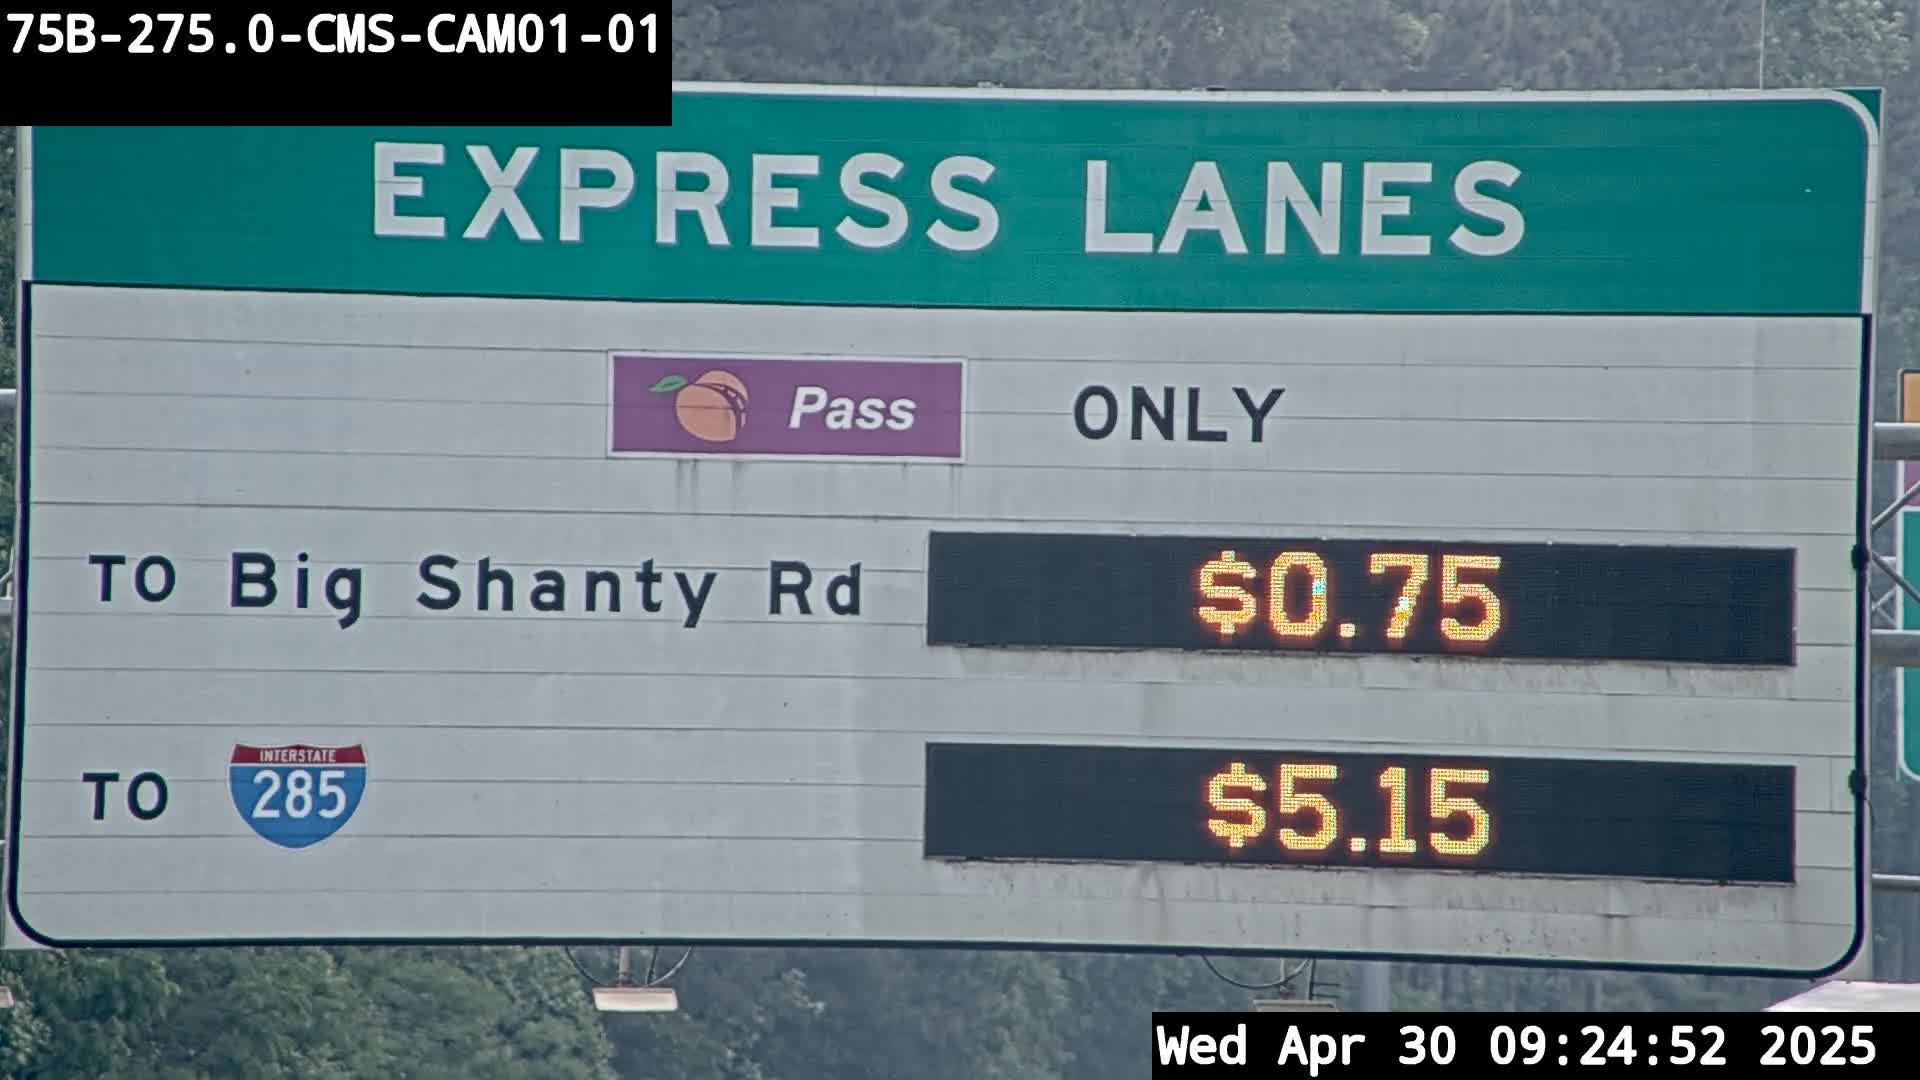 75B-275.0-CMS-CAM01-01
EXPRESS LANES
Pass ONLY
TO Big Shanty Rd $0.75
TO INTERSTATE 285 $5.15
Wed Apr 30 09:24:52 2025